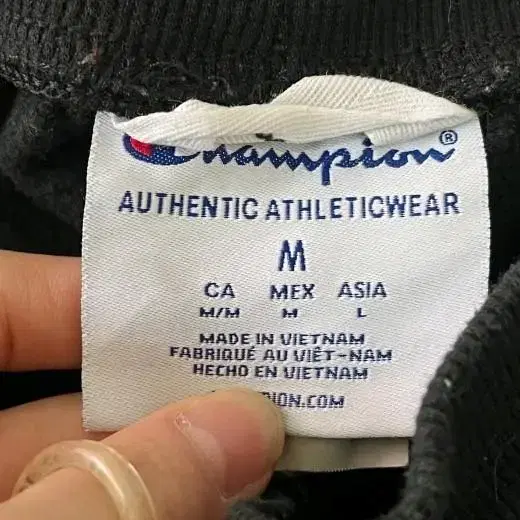 Champion®
AUTHENTIC ATHLETICWEAR
M
CA MEX ASIA
M/M M L
MADE IN VIETNAM
FABRIQUÉ AU VIÊT-NAM
HECHO EN VIETNAM